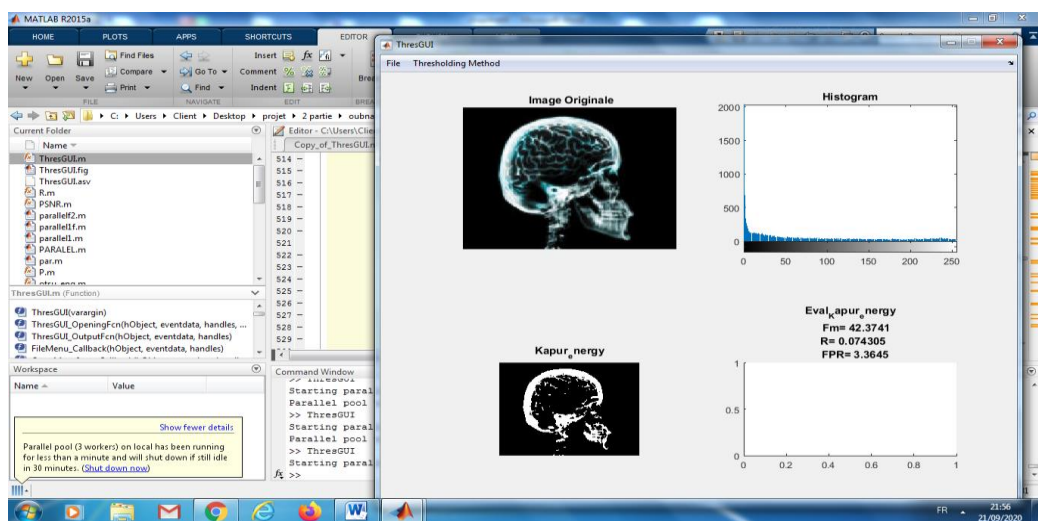 MATLAB R2015a
HOME PLOTS APPS SHORTCUTS EDITOR
New Open Save
Find Files
Compare
Print
Go To
Find
Insert
Comment
Indent
FILE NAVIGATE EDIT
C: Users Client Desktop projet 2 partie
Current Folder
Name
ThresGUI.m
ThresGUI.fig
ThresGUI.asv
R.m
PSNR.m
parallelf2.m
parallel1f.m
parallel1.m
PARALEL.m
par.m
P.m
ThresGUI.m (Function)
ThresGUI(varargin)
ThresGUI_OpeningFcn(hObject, eventdata, handles, ...
ThresGUI_OutputFcn(hObject, eventdata, handles)
FileMenu_Callback(hObject, eventdata, handles)
Workspace
Name Value
Show fewer details
Parallel pool (3 workers) on local has been running
for less than a minute and will shut down if still idle
in 30 minutes. (Shut down now)
Editor - C:\Users\Clie
Copy_of_ThresGUI.m
514
515
516
517
518
519
520
521
522
523
524
525
526
527
528
529
Command Window
>> ThresGUI
Starting paral
Parallel pool
>> ThresGUI
Starting paral
Parallel pool
>> ThresGUI
Starting paral
fx >>
ThresGUI
File Thresholding Method
Image Originale
Histogram
2000
1500
1000
500
0
0 50 100 150 200 250
Kapurenergy
EvalKapurenergy
Fm= 42.3741
R= 0.074305
FPR= 3.3645
1
0.5
0
0 0.2 0.4 0.6 0.8 1
FR
21:56
21/09/2020